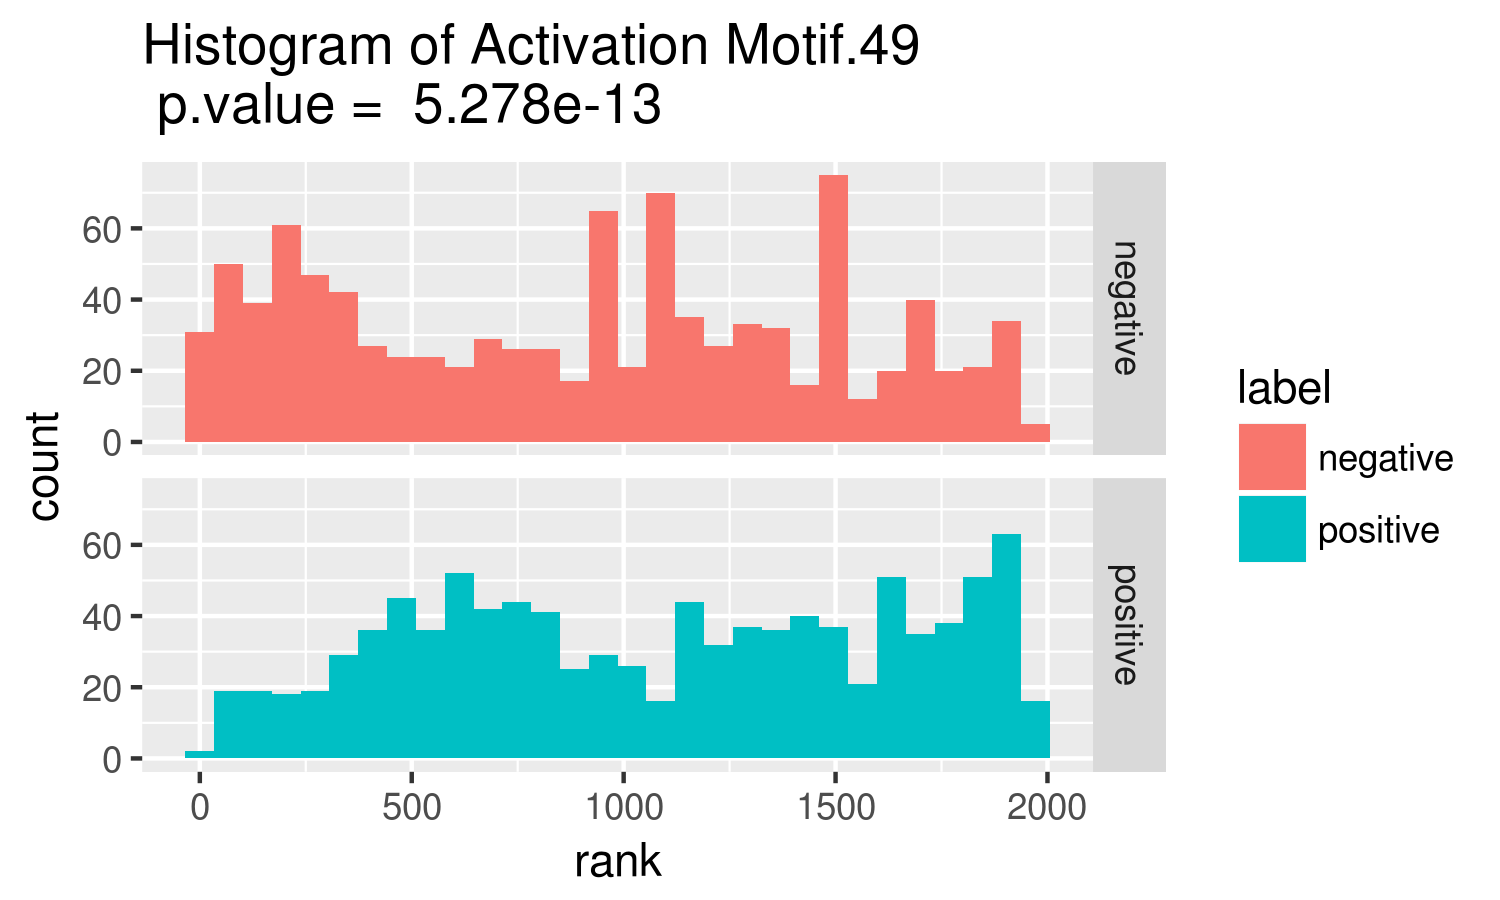 Histogram of Activation Motif.49
p.value = 5.278e-13
60
40
20
0
negative
count
60
40
20
0
positive
0 500 1000 1500 2000
rank
label
negative
positive